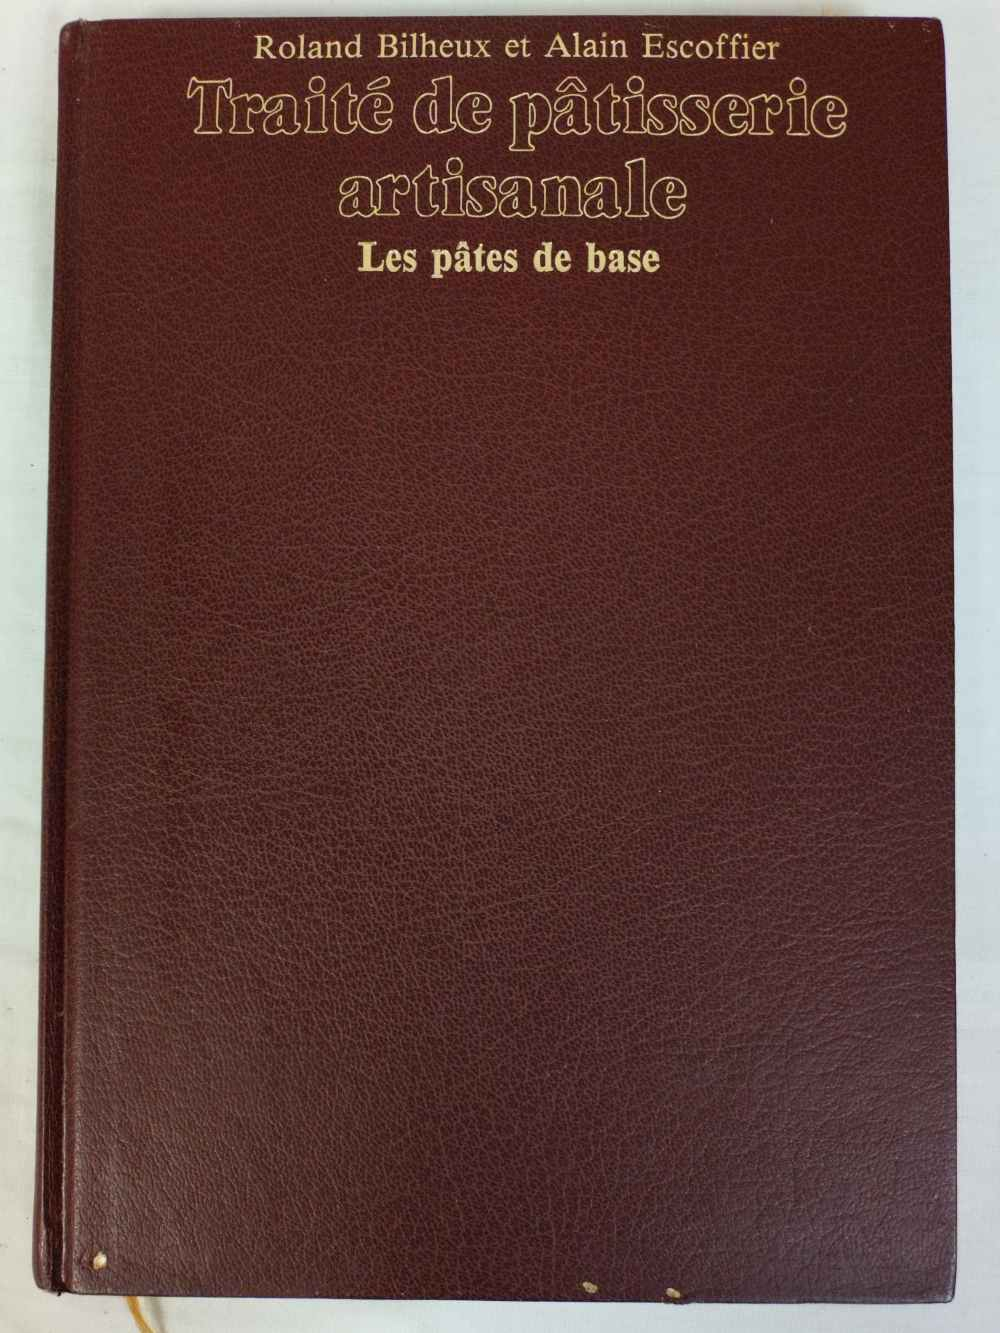 Roland Bilheux et Alain Escoffier
Traité de pâtisserie
artisanale
Les pâtes de base